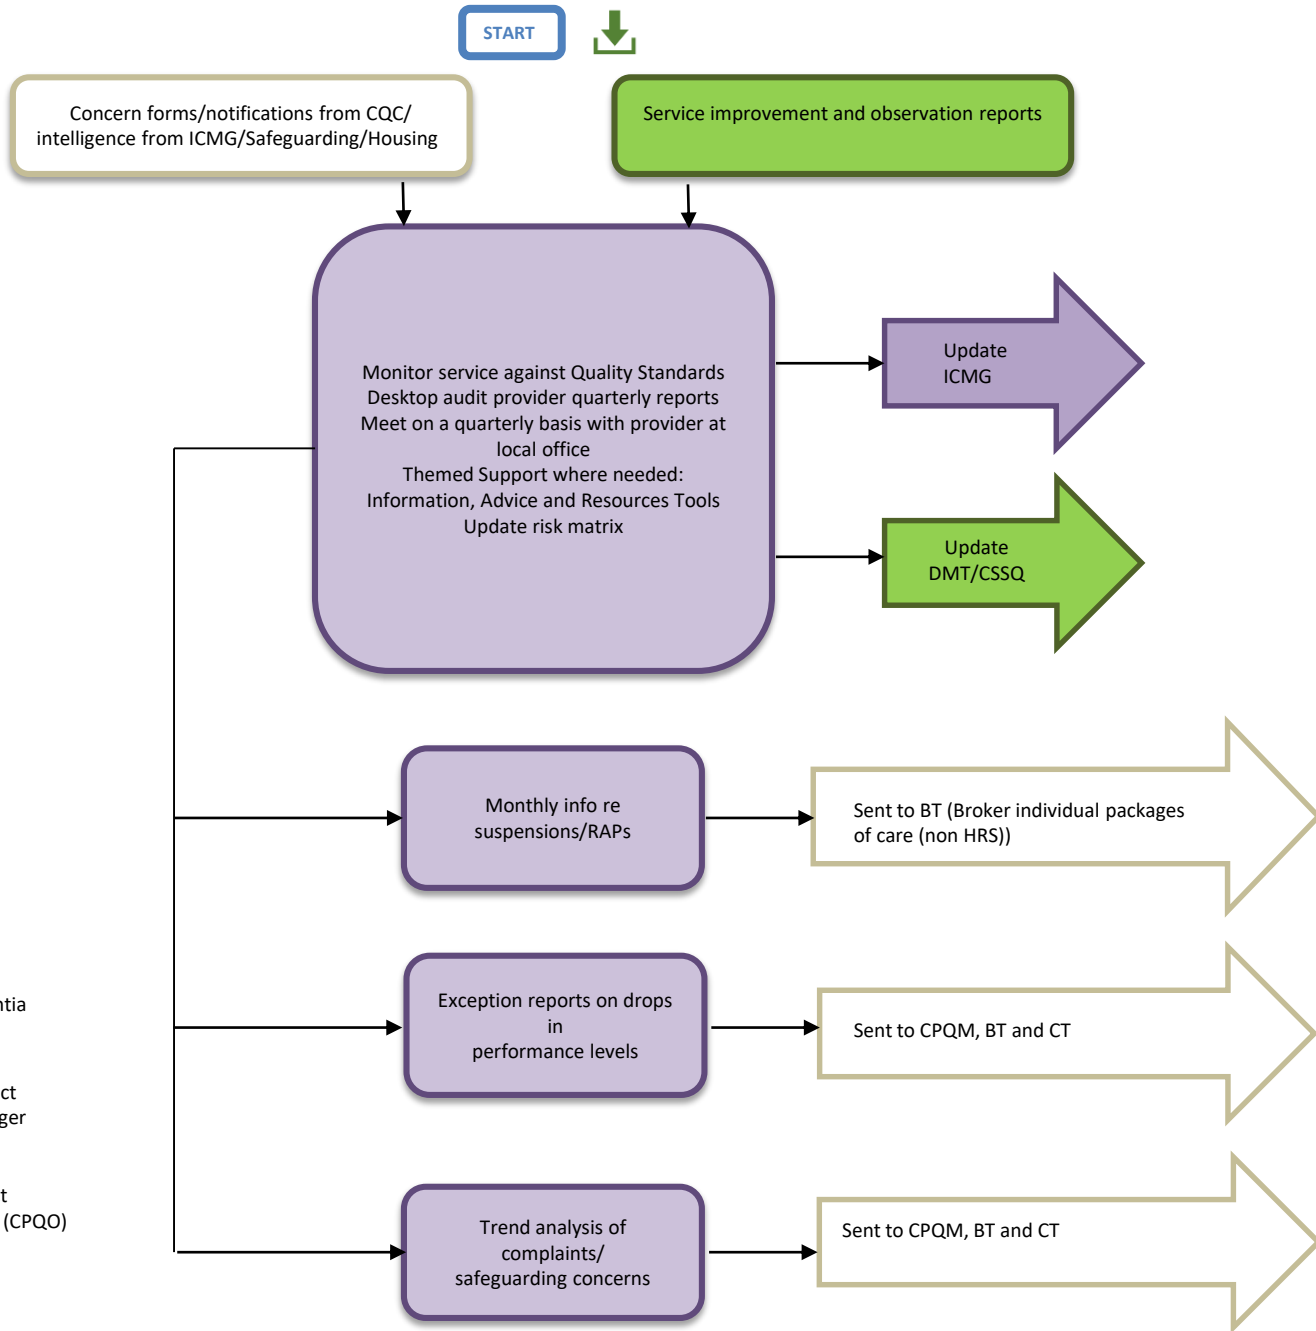 START
Concern forms/notifications from CQC/
intelligence from ICMG/Safeguarding/Housing
Service improvement and observation reports
Monitor service against Quality Standards
Desktop audit provider quarterly reports
Meet on a quarterly basis with provider at
local office
Themed Support where needed:
Information, Advice and Resources Tools
Update risk matrix
Update
ICMG
Update
DMT/CSSQ
Monthly info re
suspensions/RAPs
Sent to BT (Broker individual packages
of care (non HRS))
Exception reports on drops
in
performance levels
Sent to CPQM, BT and CT
Trend analysis of
complaints/
safeguarding concerns
Sent to CPQM, BT and CT
ntia
ct
ger
t
(CPQO)